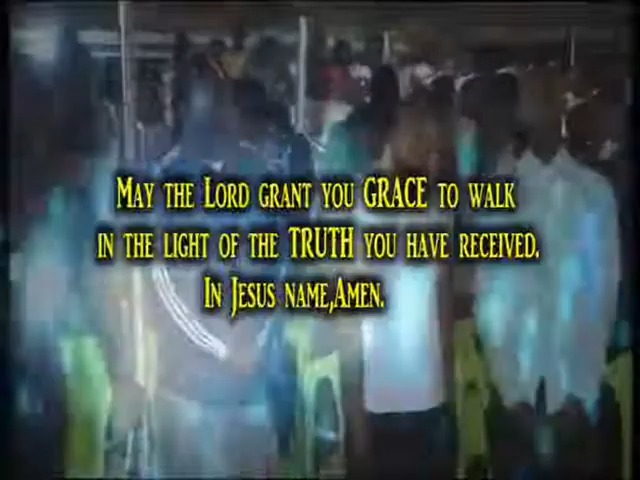 May the Lord grant you GRACE to walk
in the light of the TRUTH you have received.
In Jesus name,Amen.